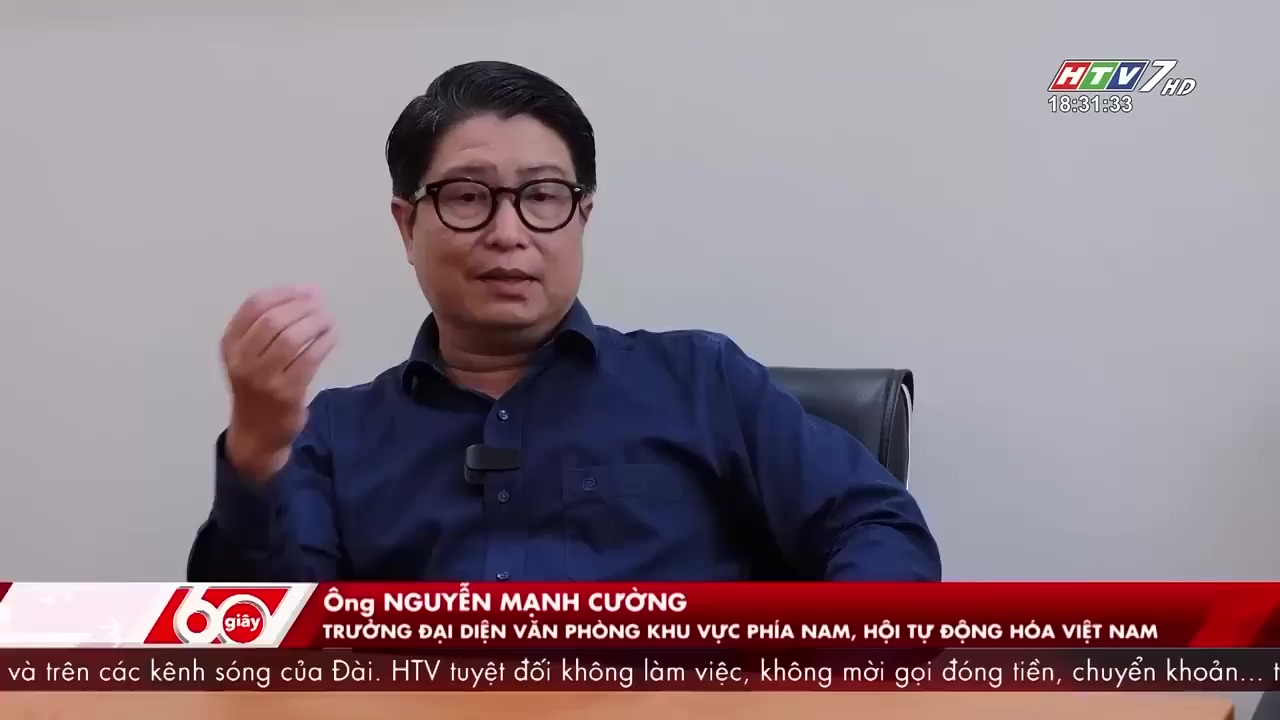 HTV7 HD
18:31:33
60 giây
Ông NGUYỄN MẠNH CƯỜNG
TRƯỞNG ĐẠI DIỆN VĂN PHÒNG KHU VỰC PHÍA NAM, HỘI TỰ ĐỘNG HÓA VIỆT NAM
và trên các kênh sóng của Đài. HTV tuyệt đối không làm việc, không mời gọi đóng tiền, chuyển khoản... t